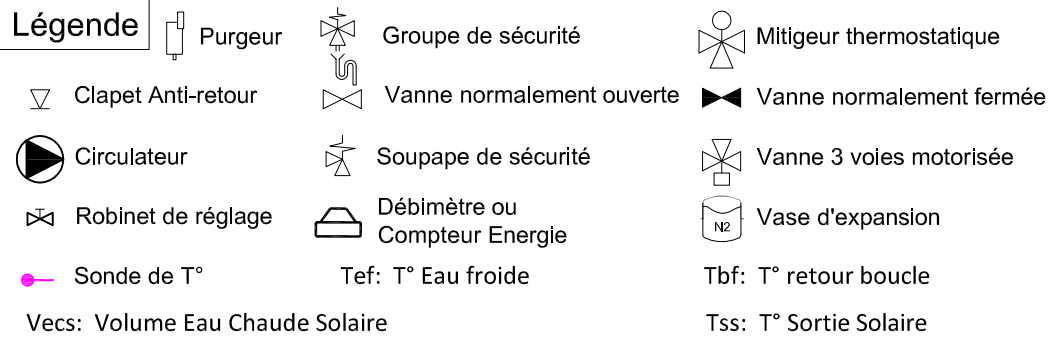 Légende
Purgeur
Groupe de sécurité
Mitigeur thermostatique
Clapet Anti-retour
Vanne normalement ouverte
Vanne normalement fermée
Circulateur
Soupape de sécurité
Vanne 3 voies motorisée
Robinet de réglage
Débimètre ou
Compteur Energie
N2
Vase d'expansion
Sonde de T°
Tef: T° Eau froide
Tbf: T° retour boucle
Vecs: Volume Eau Chaude Solaire
Tss: T° Sortie Solaire